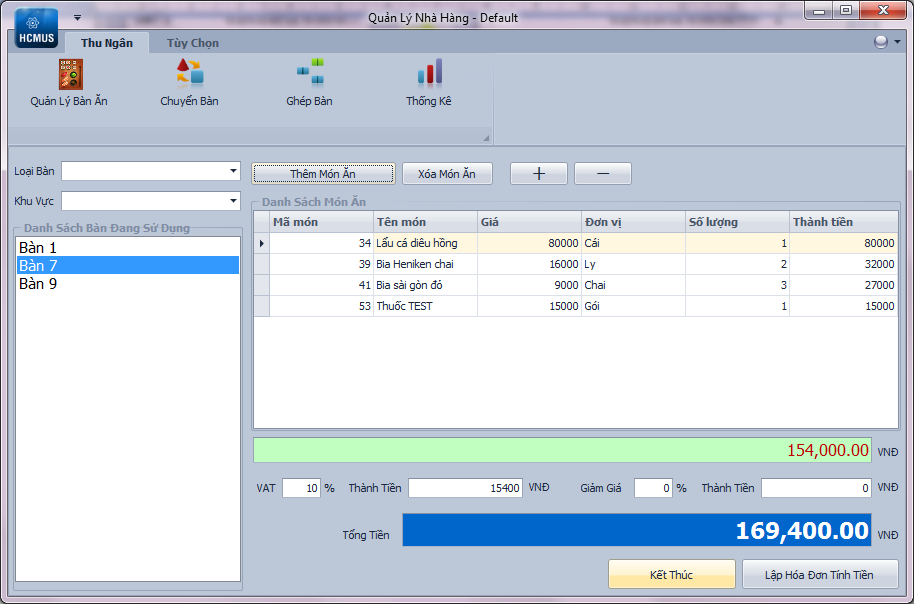 Quản Lý Nhà Hàng - Default
HCMUS
Thu Ngân Tùy Chọn
Quản Lý Bàn Ăn Chuyển Bàn Ghép Bàn Thống Kê
Loại Bàn
Khu Vực
Thêm Món Ăn Xóa Món Ăn + −
Danh Sách Bàn Đang Sử Dụng
Bàn 1
Bàn 7
Bàn 9
Danh Sách Món Ăn
Mã món Tên món Giá Đơn vị Số lượng Thành tiền
34 Lẩu cá diêu hồng 80000 Cái 1 80000
39 Bia Heniken chai 16000 Ly 2 32000
41 Bia sài gòn đỏ 9000 Chai 3 27000
53 Thuốc TEST 15000 Gói 1 15000
154,000.00 VNĐ
VAT 10 % Thành Tiền 15400 VNĐ Giảm Giá 0 % Thành Tiền 0 VNĐ
Tổng Tiền 169,400.00 VNĐ
Kết Thúc Lập Hóa Đơn Tính Tiền